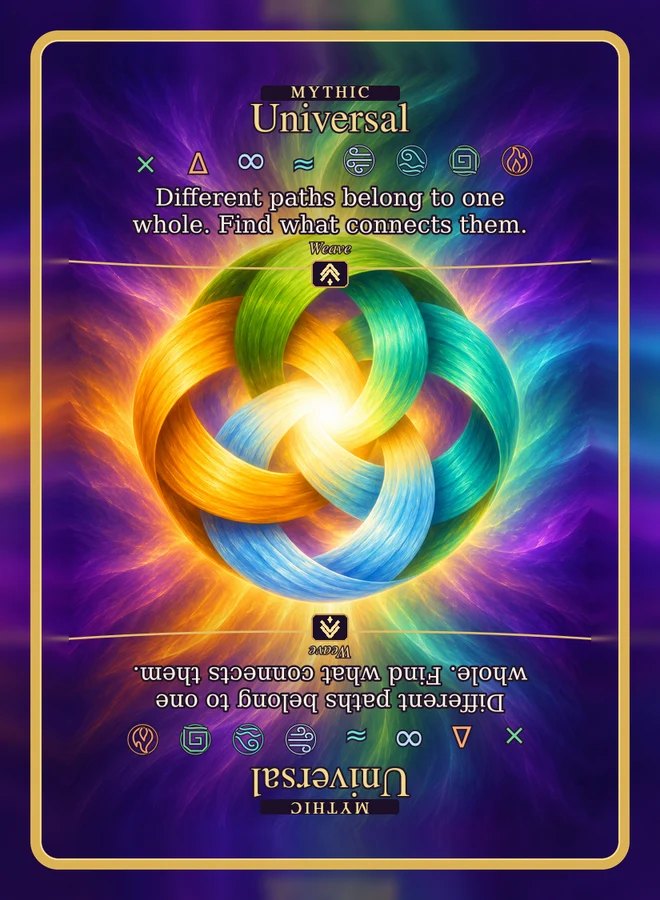 MYTHIC
Universal
× Δ ∞ ≈
Different paths belong to one
whole. Find what connects them.
Weave
Weave
whole. Find what connects them.
Different paths belong to one
× Δ ∞ ≈
Universal
MYTHIC